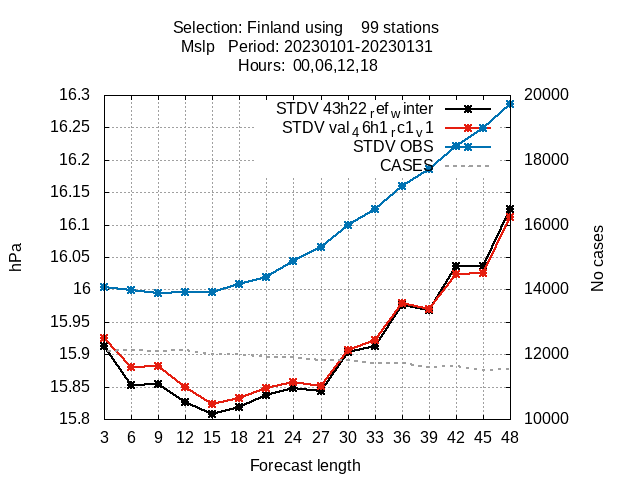 Selection: Finland using    99 stations
Mslp   Period: 20230101-20230131
Hours:  00,06,12,18
STDV 43h22refwinter
STDV val46h1rc1v1
STDV OBS
CASES
16.3
16.25
16.2
16.15
16.1
16.05
16
15.95
15.9
15.85
15.8
20000
18000
16000
14000
12000
10000
hPa
No cases
3 6 9 12 15 18 21 24 27 30 33 36 39 42 45 48
Forecast length